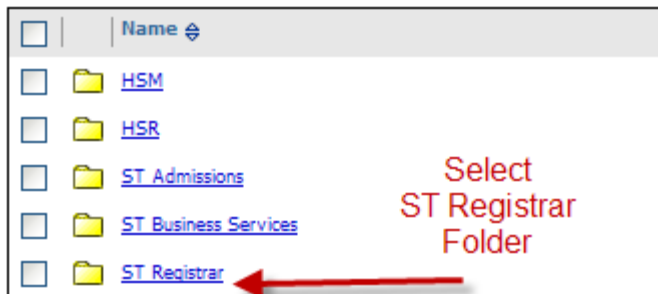 Name
HSM
HSR
ST Admissions
ST Business Services
ST Registrar
Select
ST Registrar
Folder